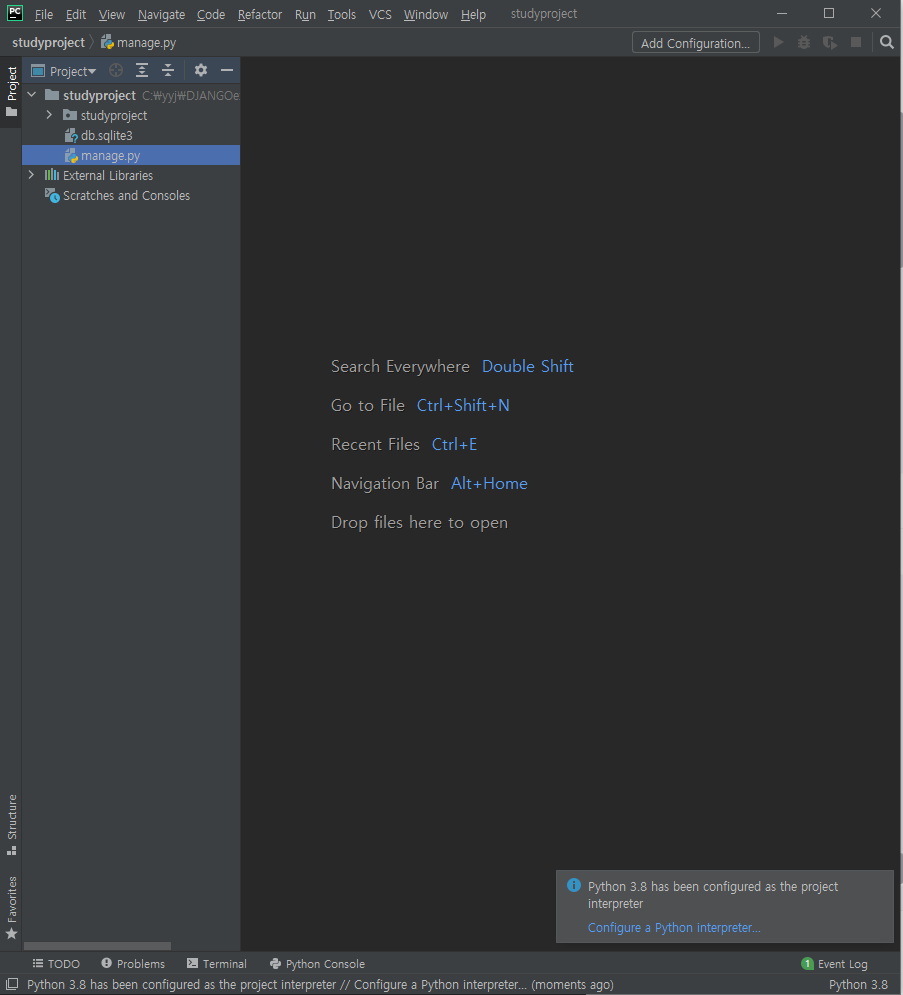 PC File Edit View Navigate Code Refactor Run Tools VCS Window Help studyproject
studyproject manage.py Add Configuration...
Project
Project
studyproject C:₩yyj₩DJANGOe
studyproject
db.sqlite3
manage.py
External Libraries
Scratches and Consoles
Search Everywhere Double Shift
Go to File Ctrl+Shift+N
Recent Files Ctrl+E
Navigation Bar Alt+Home
Drop files here to open
Structure
Favorites
Python 3.8 has been configured as the project
interpreter
Configure a Python interpreter...
TODO Problems Terminal Python Console 1 Event Log
Python 3.8 has been configured as the project interpreter // Configure a Python interpreter... (moments ago) Python 3.8